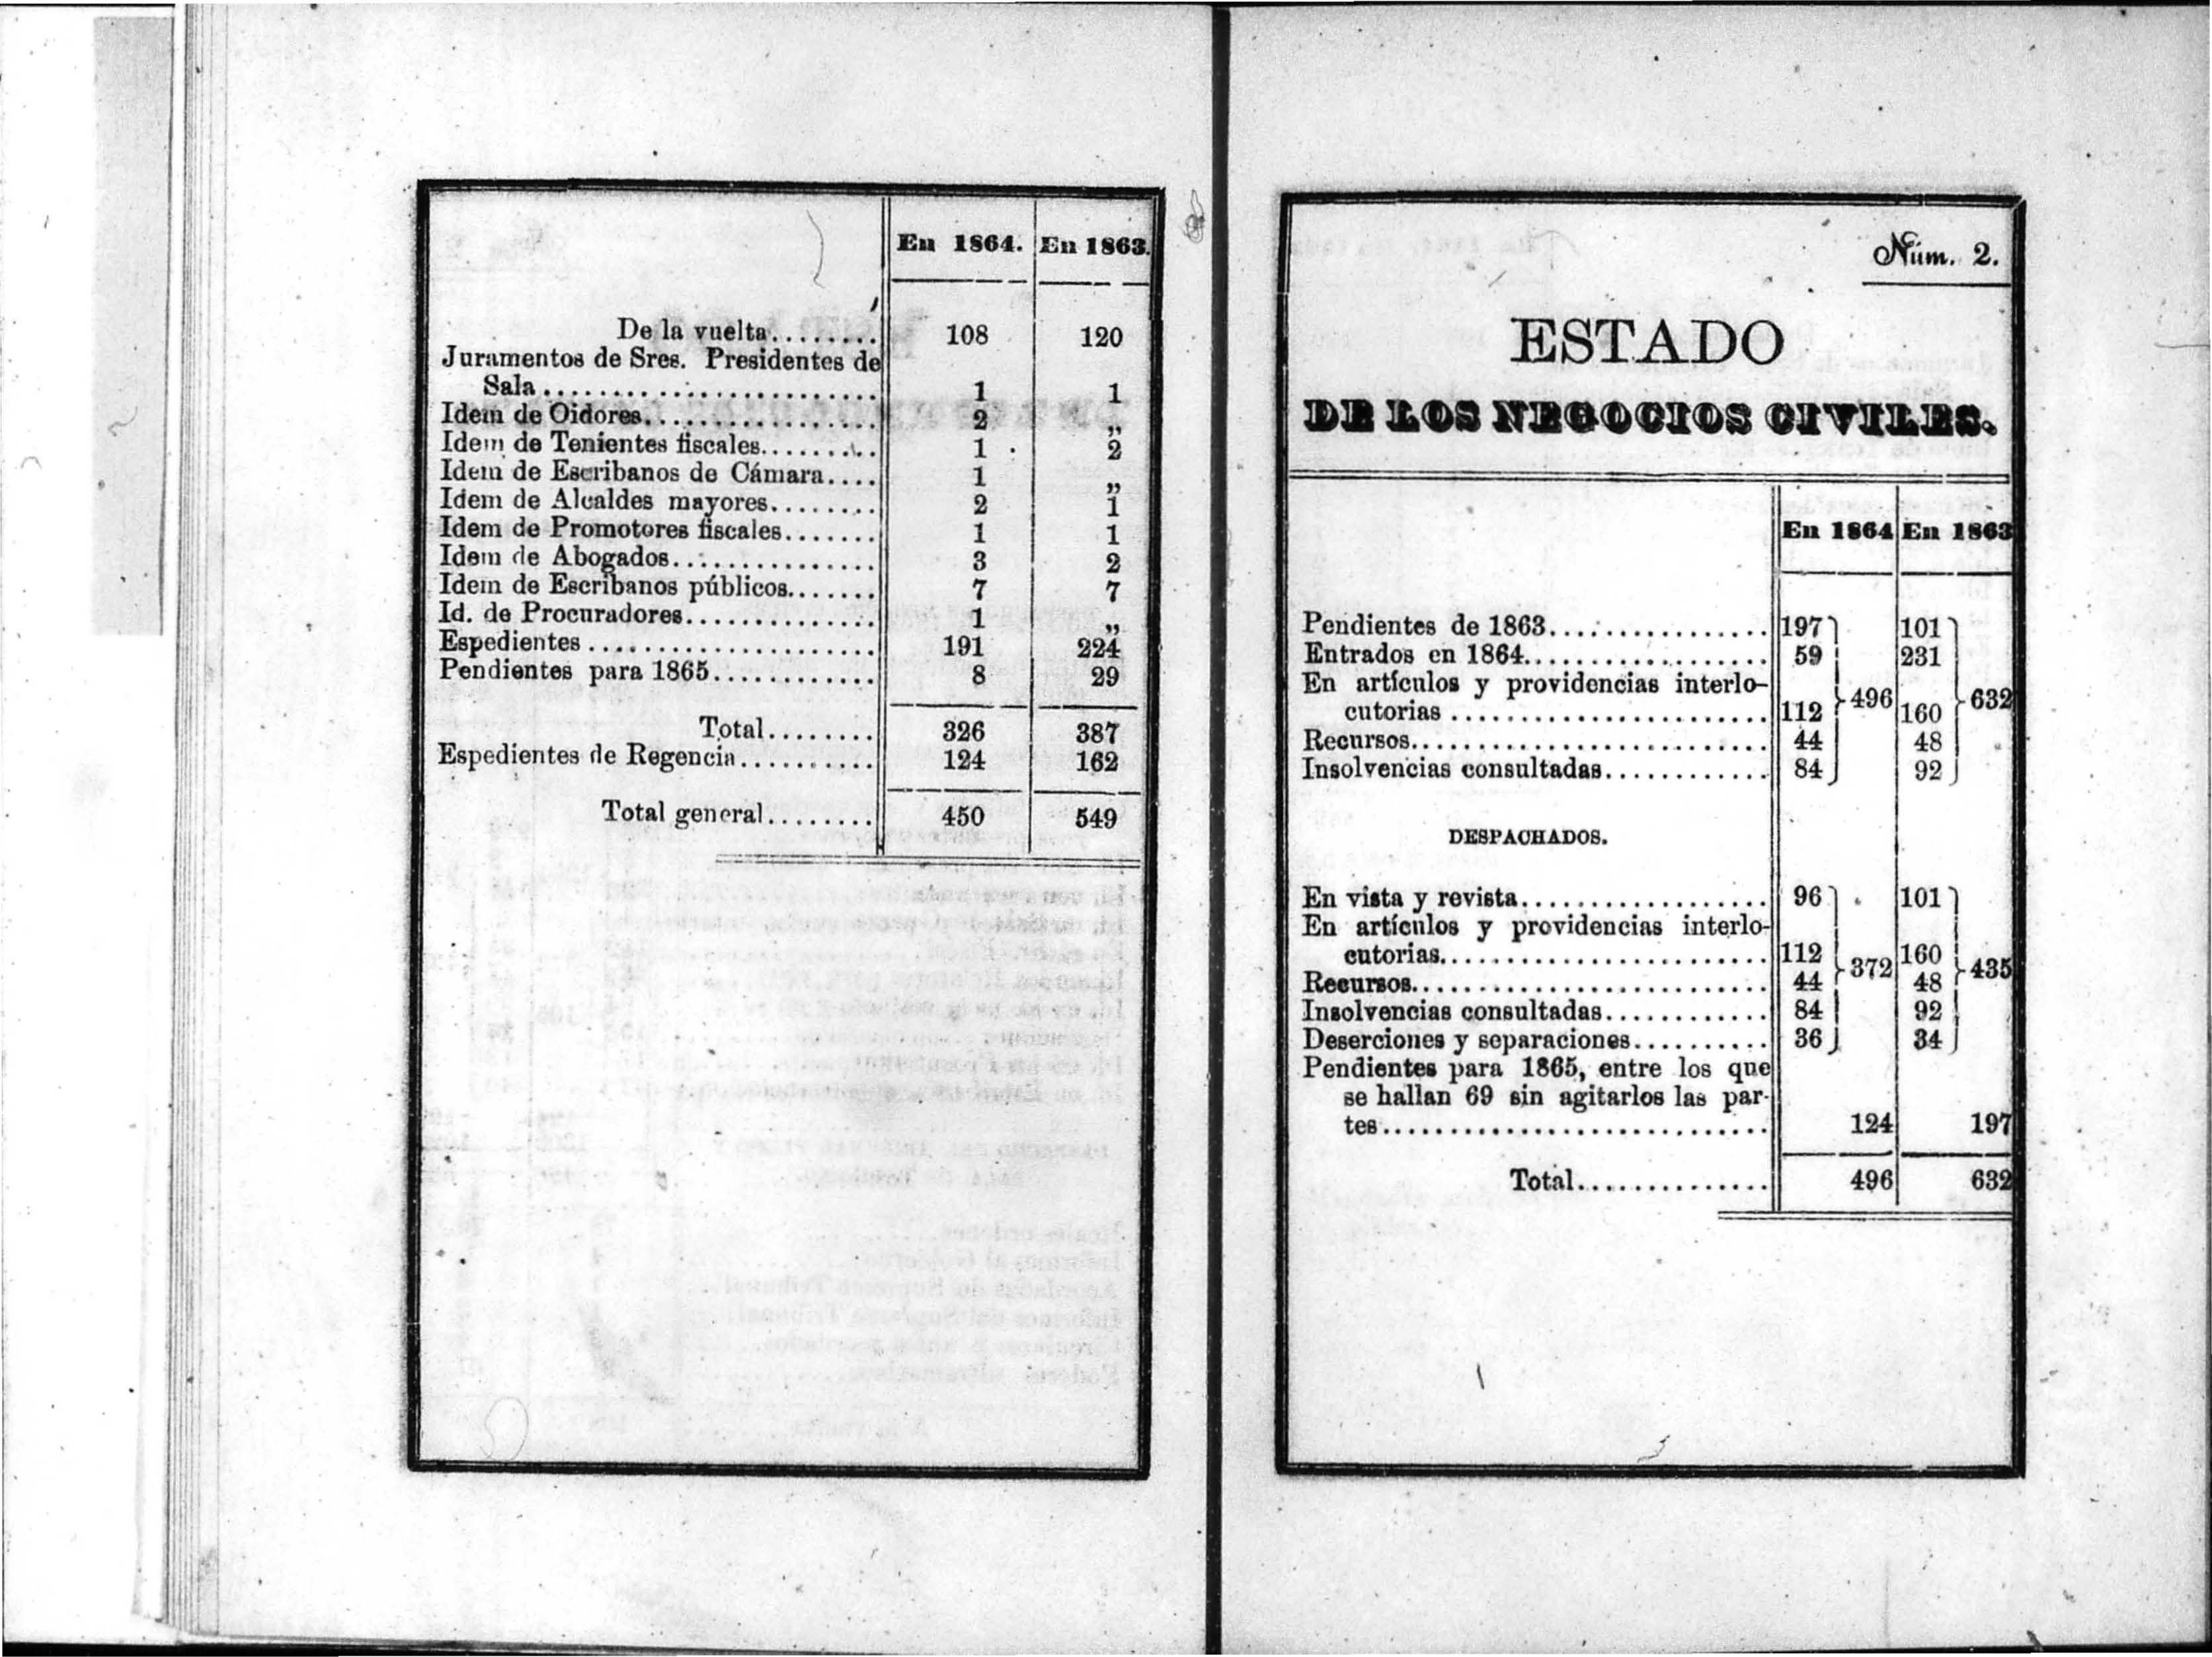 En 1864. En 1863.
De la vuelta........ 108 120
Juramentos de Sres. Presidentes de
Sala........................ 1 1
Idem de Oidores................. 2 „
Idem de Tenientes fiscales........ 1 2
Idem de Escribanos de Cámara.... 1 „
Idem de Alcaldes mayores........ 2 1
Idem de Promotores fiscales....... 1 1
Idem de Abogados............... 3 2
Idem de Escribanos públicos....... 7 7
Id. de Procuradores.............. 1 „
Espedientes..................... 191 224
Pendientes para 1865............ 8 29
Total........ 326 387
Espedientes de Regencia.......... 124 162
Total general........ 450 549
Núm. 2.
ESTADO
DE LOS NEGOCIOS CIVILES.
En 1864 En 1863
Pendientes de 1863................ 197 101
Entrados en 1864.................. 59 231
En artículos y providencias interlo-
cutorias....................... 112 } 496 160 } 632
Recursos.......................... 44 48
Insolvencias consultadas............ 84 92
DESPACHADOS.
En vista y revista.................. 96 101
En artículos y providencias interlo-
cutorias........................ 112 } 372 160 } 435
Recursos.......................... 44 48
Insolvencias consultadas............ 84 92
Deserciones y separaciones.......... 36 34
Pendientes para 1865, entre los que
se hallan 69 sin agitarlos las par-
tes............................ 124 197
Total.............. 496 632